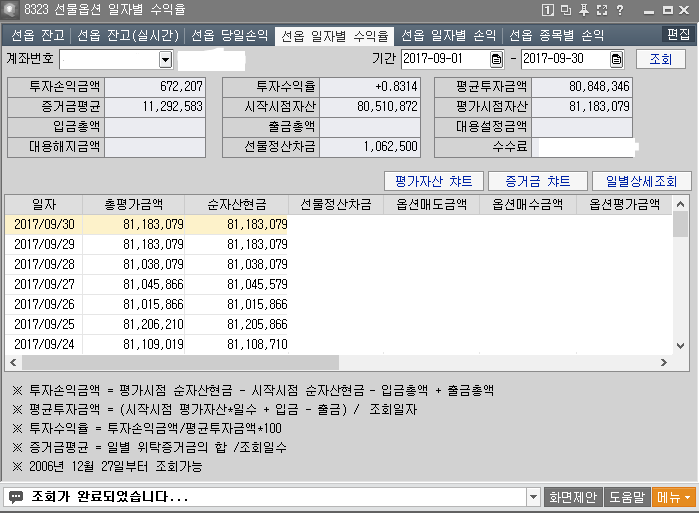 8323 선물옵션 일자별 수익율
선옵 잔고 선옵 잔고(실시간) 선옵 당일손익 선옵 일자별 수익율 선옵 일자별 손익 선옵 종목별 손익 편집
계좌번호 기간 2017-09-01 - 2017-09-30 조회
투자손익금액 672,207 투자수익율 +0.8314 평균투자금액 80,848,346
증거금평균 11,292,583 시작시점자산 80,510,872 평가시점자산 81,183,079
입금총액 출금총액 대용설정금액
대용해지금액 선물정산차금 1,062,500 수수료
평가자산 챠트 증거금 챠트 일별상세조회
일자 총평가금액 순자산현금 선물정산차금 옵션매도금액 옵션매수금액 옵션평가금액
2017/09/30 81,183,079 81,183,079
2017/09/29 81,183,079 81,183,079
2017/09/28 81,038,079 81,038,079
2017/09/27 81,045,866 81,045,579
2017/09/26 81,015,866 81,015,866
2017/09/25 81,206,210 81,205,866
2017/09/24 81,109,019 81,108,710
※ 투자손익금액 = 평가시점 순자산현금 - 시작시점 순자산현금 - 입금총액 + 출금총액
※ 평균투자금액 = (시작시점 평가자산*일수 + 입금 - 출금) / 조회일자
※ 투자수익율 = 투자손익금액/평균투자금액*100
※ 증거금평균 = 일별 위탁증거금의 합 /조회일수
※ 2006년 12월 27일부터 조회가능
조회가 완료되었습니다... 화면제안 도움말 메뉴